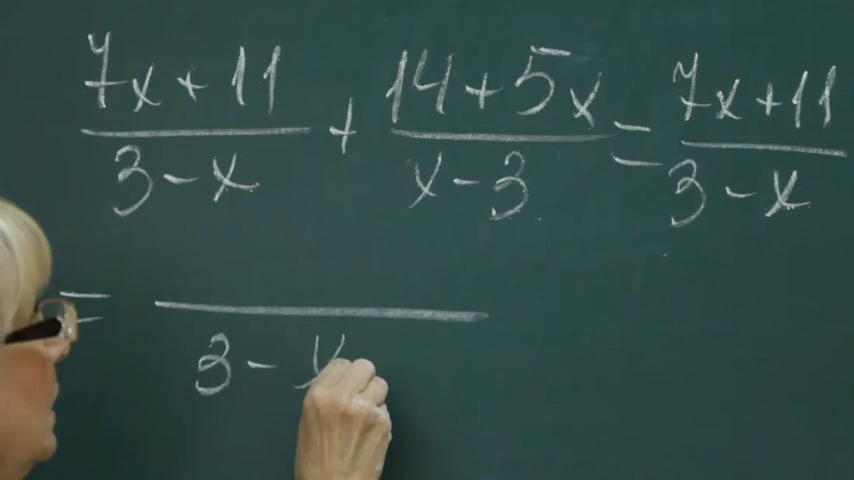 7x+11 / 3-x + 14+5x / x-3 = 7x+11 / 3-x
= / 3-x